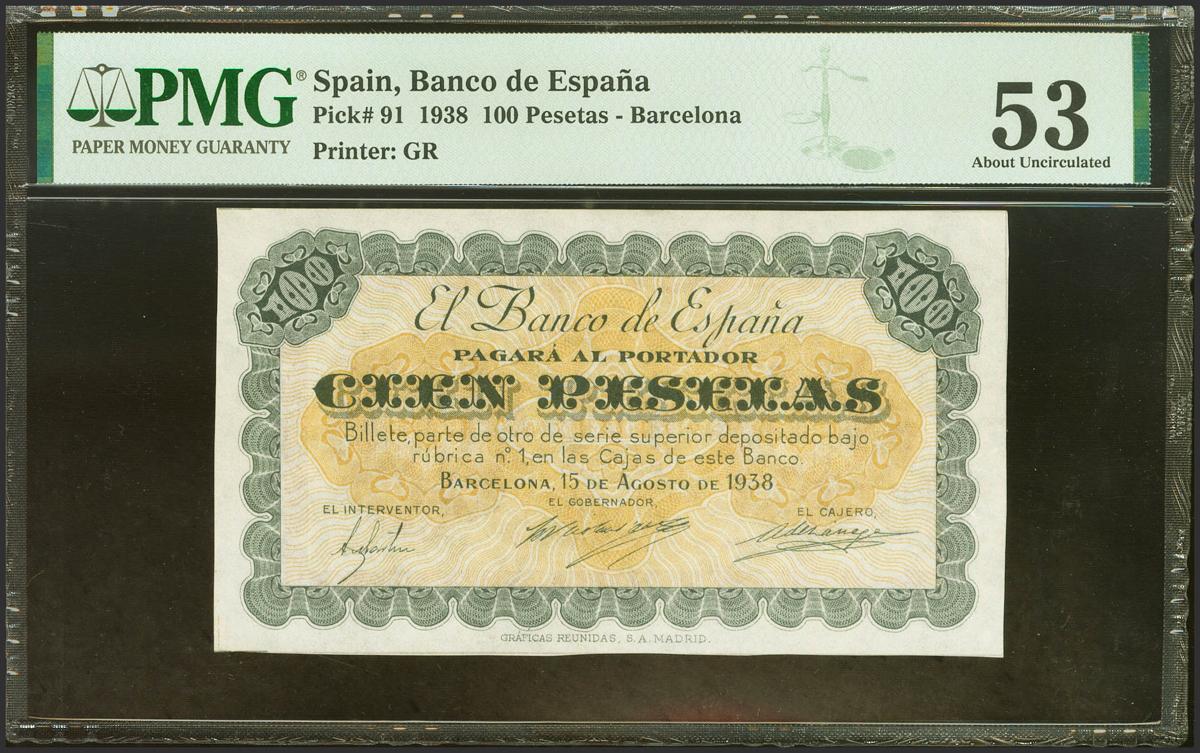 PMG®
PAPER MONEY GUARANTY
Spain, Banco de España
Pick# 91 1938 100 Pesetas - Barcelona
Printer: GR
53
About Uncirculated
100
100
El Banco de España
PAGARÁ AL PORTADOR
CIEN PESETAS
Billete, parte de otro de serie superior depositado bajo
rúbrica nº 1, en las Cajas de este Banco.
BARCELONA, 15 DE AGOSTO DE 1938
EL INTERVENTOR,
EL GOBERNADOR,
EL CAJERO,
GRÁFICAS REUNIDAS, S. A. MADRID.